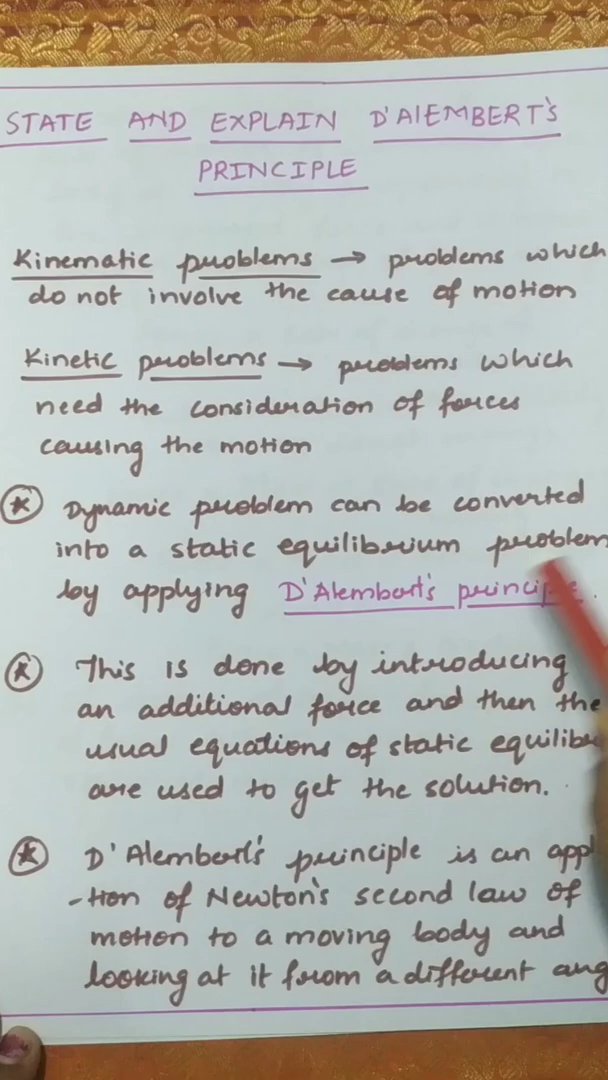 STATE AND EXPLAIN D'AlEMBERT'S
PRINCIPLE
Kinematic problems → problems which
do not involve the cause of motion
Kinetic problems → problems which
need the consideration of forces
causing the motion
Dynamic problem can be converted
into a static equilibrium problem
by applying D'Alembert's principle.
This is done by introducing
an additional force and then the
usual equations of static equilib
are used to get the solution.
D'Alembert's principle is an appl
-tion of Newton's second law of
motion to a moving body and
looking at it from a different ang